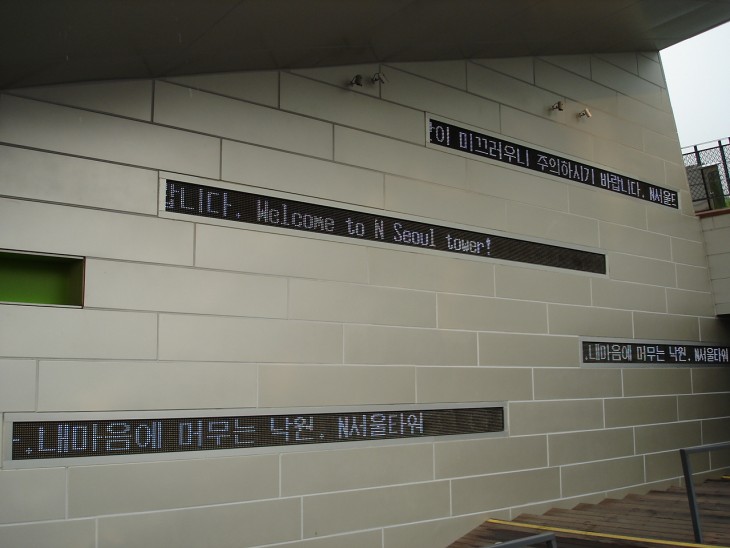 이 미끄러우니 주의하시기 바랍니다. N서울
니다. Welcome to N Seoul tower!
.내마음에 머무는 낙원. N서울타워
.내마음에 머무는 낙원. N서울타워